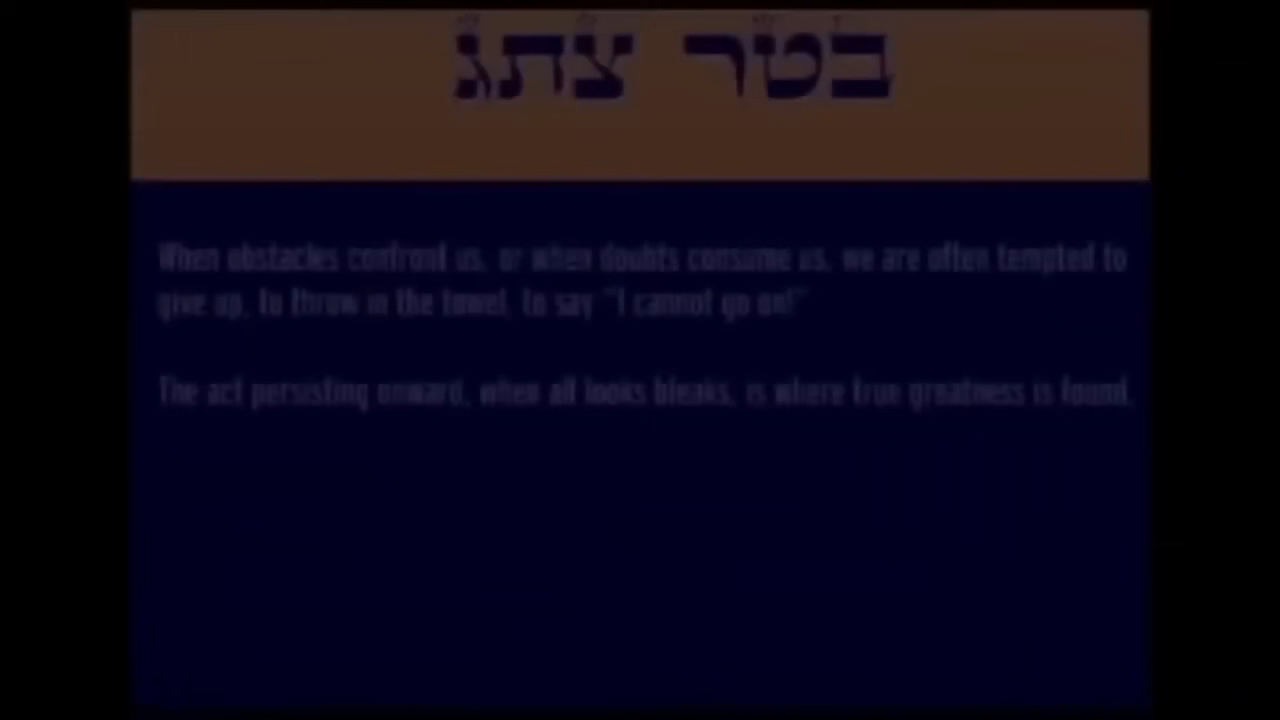 בטר צתג
When obstacles confront us, or when doubts consume us, we are often tempted to
give up, to throw in the towel, to say "I cannot go on!"
The act persisting onward, when all looks bleaks, is where true greatness is found.